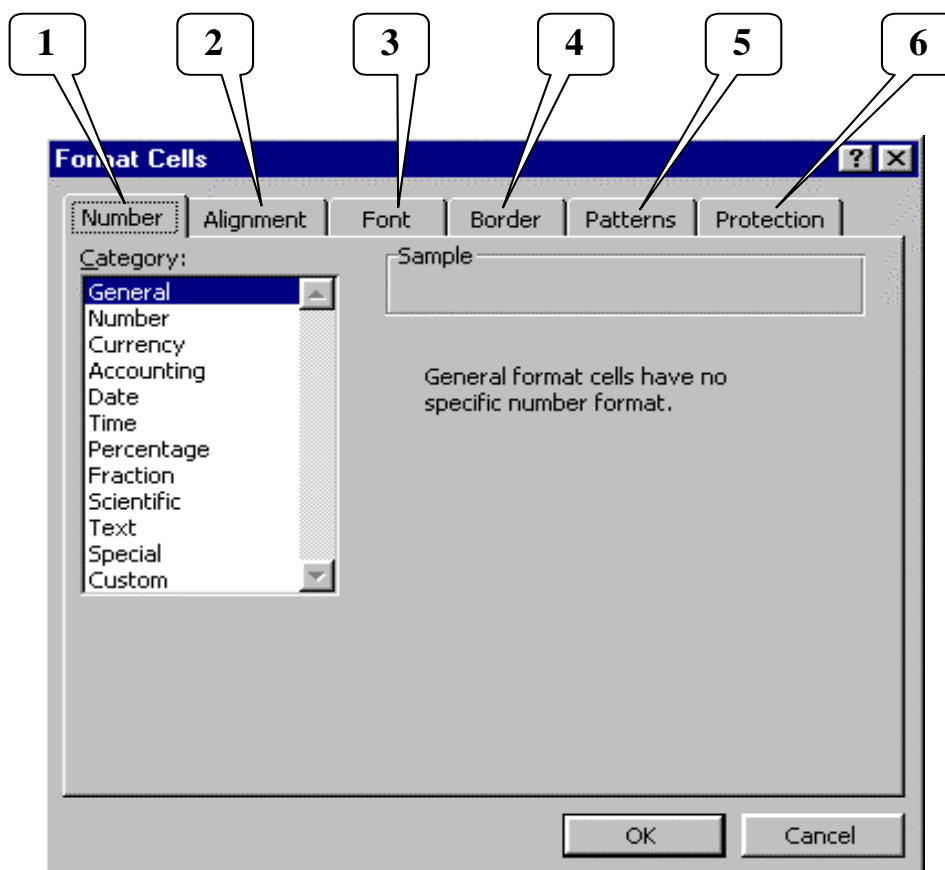 1 2 3 4 5 6
Format Cells
Number Alignment Font Border Patterns Protection
Category:
Sample
General
Number
Currency
Accounting
Date
Time
Percentage
Fraction
Scientific
Text
Special
Custom
General format cells have no
specific number format.
OK Cancel